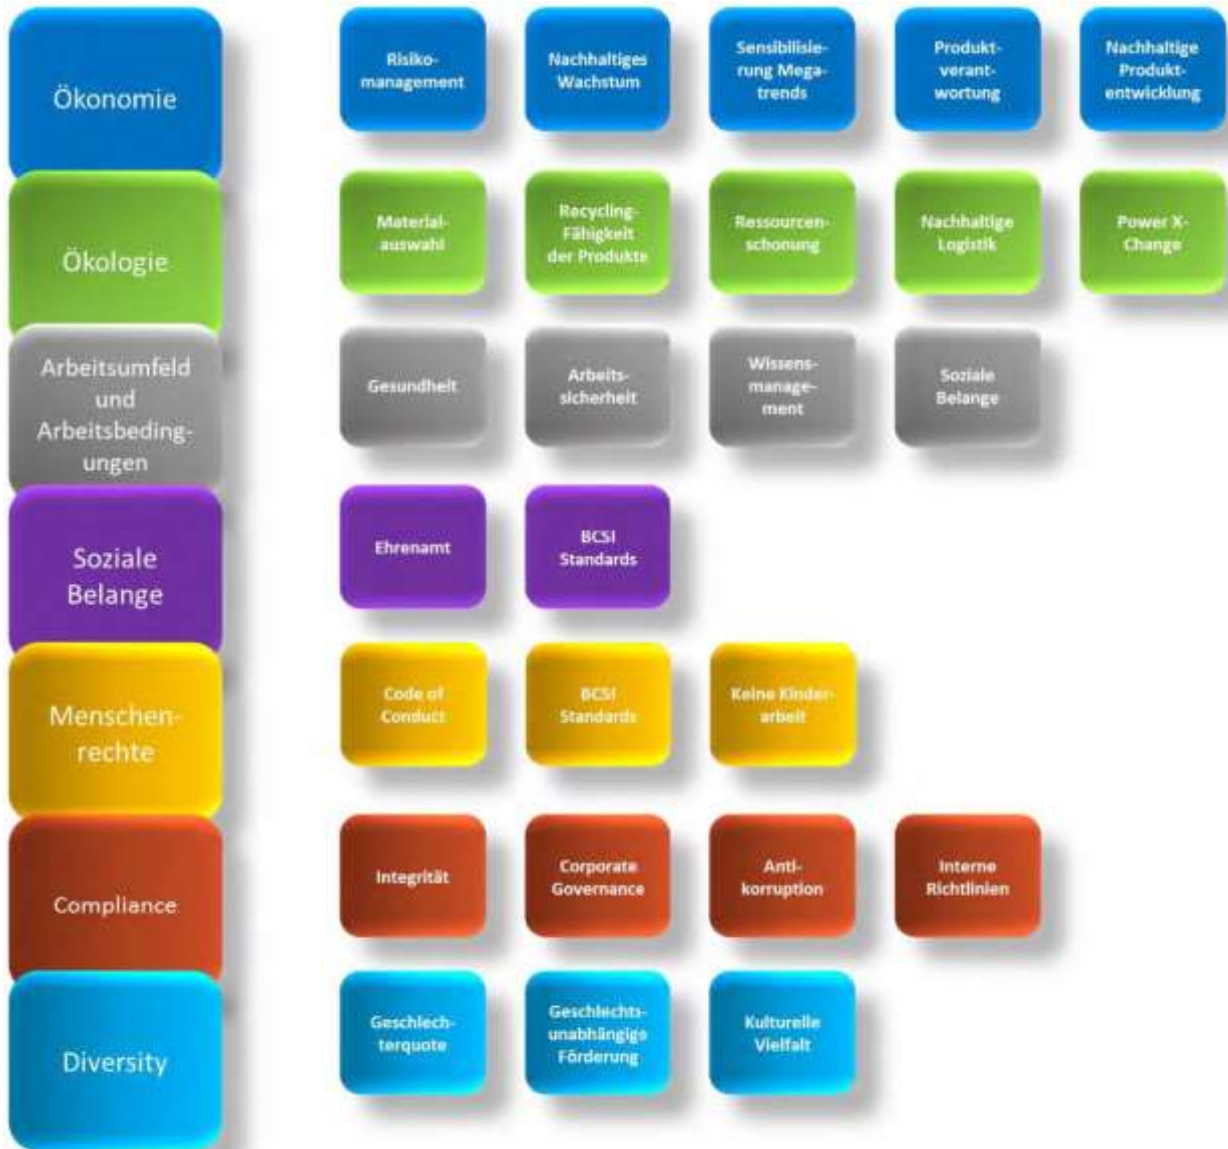 Ökonomie
Risiko-
management
Nachhaltiges
Wachstum
Sensibilisie-
rung Mega-
trends
Produkt-
verant-
wortung
Nachhaltige
Produkt-
entwicklung
Ökologie
Material-
auswahl
Recycling-
Fähigkeit
der Produkte
Ressourcen-
schonung
Nachhaltige
Logistik
Power X-
Change
Arbeitsumfeld
und
Arbeitsbeding-
ungen
Gesundheit
Arbeits-
sicherheit
Wissens-
manage-
ment
Soziale
Belange
Soziale
Belange
Ehrenamt
BCSI
Standards
Menschen-
rechte
Code of
Conduct
BCSI
Standards
Keine Kinder-
arbeit
Compliance
Integrität
Corporate
Governance
Anti-
korruption
Interne
Richtlinien
Diversity
Geschlech-
terquote
Geschlechts-
unabhängige
Förderung
Kulturelle
Vielfalt